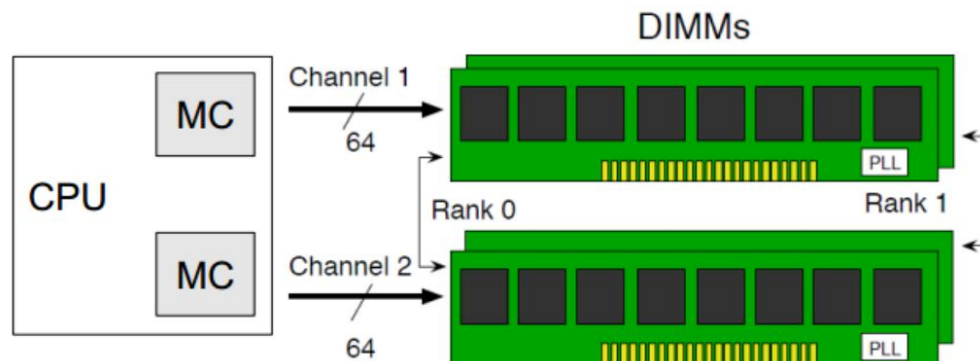 DIMMs
Channel 1
MC
64
PLL
CPU
Rank 0
Rank 1
Channel 2
MC
64
PLL